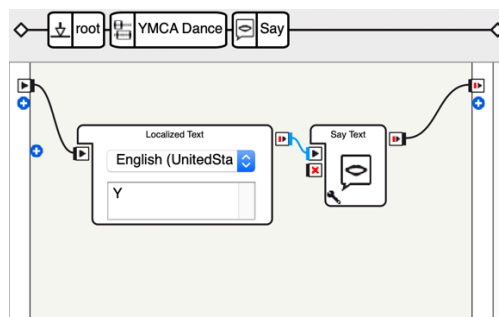 root YMCA Dance Say
Localized Text Say Text
English (UnitedSta
Y